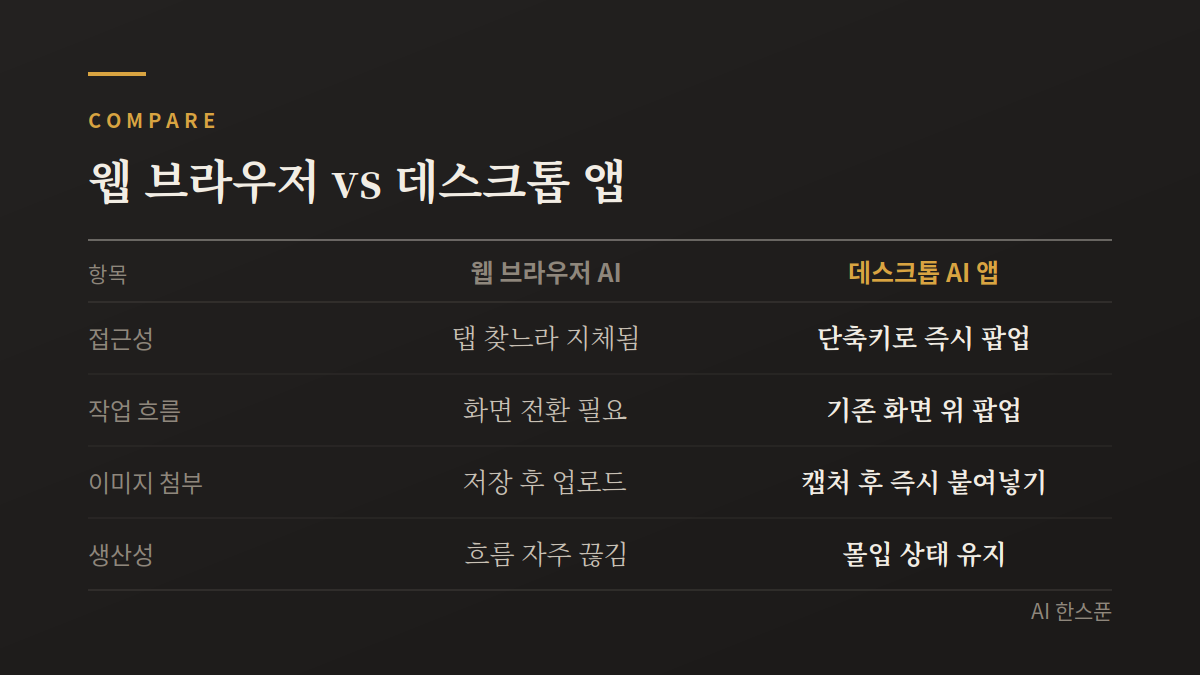 COMPARE
웹 브라우저 vs 데스크톱 앱
항목 웹 브라우저 AI 데스크톱 AI 앱
접근성 탭 찾느라 지체됨 단축키로 즉시 팝업
작업 흐름 화면 전환 필요 기존 화면 위 팝업
이미지 첨부 저장 후 업로드 캡처 후 즉시 붙여넣기
생산성 흐름 자주 끊김 몰입 상태 유지
AI 한스푼